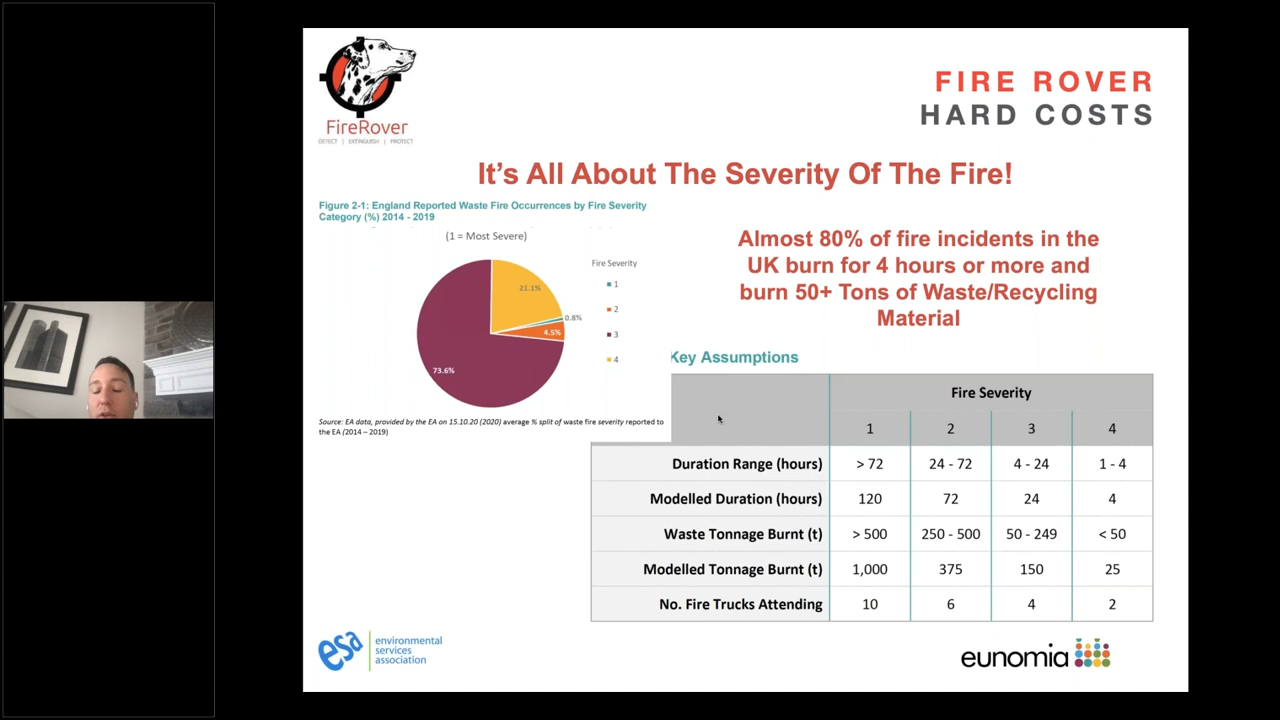 FireRover
DETECT | EXTINGUISH | PROTECT
FIRE ROVER
HARD COSTS
It's All About The Severity Of The Fire!
Figure 2-1: England Reported Waste Fire Occurrences by Fire Severity
Category (%) 2014 - 2019
(1 = Most Severe)
Fire Severity
1
2
3
4
21.1%
0.8%
4.5%
73.6%
Source: EA data, provided by the EA on 15.10.20 (2020) average % split of waste fire severity reported to
the EA (2014 – 2019)
Almost 80% of fire incidents in the
UK burn for 4 hours or more and
burn 50+ Tons of Waste/Recycling
Material
Key Assumptions
Fire Severity
1 2 3 4
Duration Range (hours) > 72 24 - 72 4 - 24 1 - 4
Modelled Duration (hours) 120 72 24 4
Waste Tonnage Burnt (t) > 500 250 - 500 50 - 249 < 50
Modelled Tonnage Burnt (t) 1,000 375 150 25
No. Fire Trucks Attending 10 6 4 2
esa environmental
services
association
eunomia